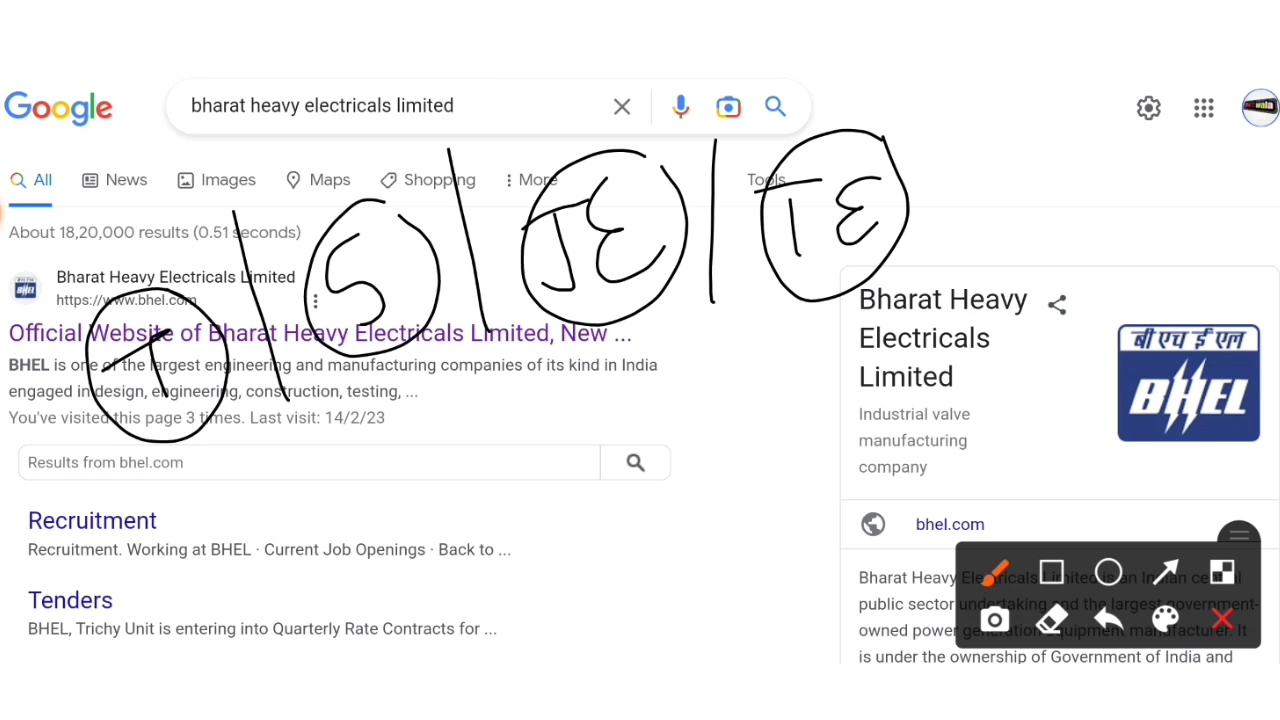 Google
bharat heavy electricals limited
All News Images Maps Shopping More Tools
About 18,20,000 results (0.51 seconds)
Bharat Heavy Electricals Limited
https://www.bhel.com
Official Website of Bharat Heavy Electricals Limited, New ...
BHEL is one of the largest engineering and manufacturing companies of its kind in India
engaged in design, engineering, construction, testing, ...
You've visited this page 3 times. Last visit: 14/2/23
Results from bhel.com
Recruitment
Recruitment. Working at BHEL · Current Job Openings · Back to ...
Tenders
BHEL, Trichy Unit is entering into Quarterly Rate Contracts for ...
T S JE TE
Bharat Heavy
Electricals
Limited
Industrial valve
manufacturing
company
बी एच ई एल
BHEL
bhel.com
Bharat Heavy Electricals Limited is an Indian central
public sector undertaking and the largest government-
owned power generation equipment manufacturer. It
is under the ownership of Government of India and